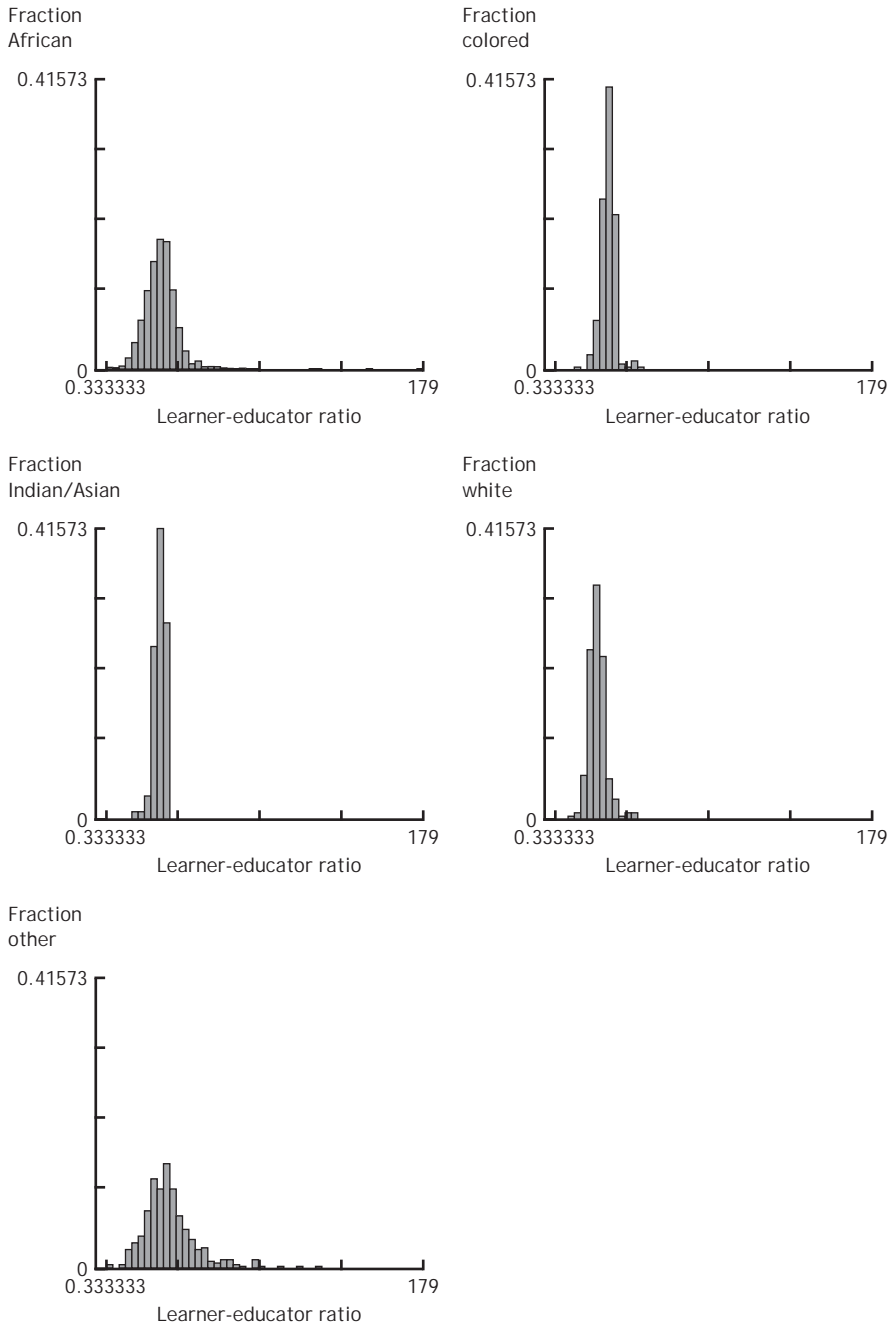 Fraction
African
0.41573
0
0.333333
179
Learner-educator ratio
Fraction
colored
0.41573
0
0.333333
179
Learner-educator ratio
Fraction
Indian/Asian
0.41573
0
0.333333
179
Learner-educator ratio
Fraction
white
0.41573
0
0.333333
179
Learner-educator ratio
Fraction
other
0.41573
0
0.333333
179
Learner-educator ratio